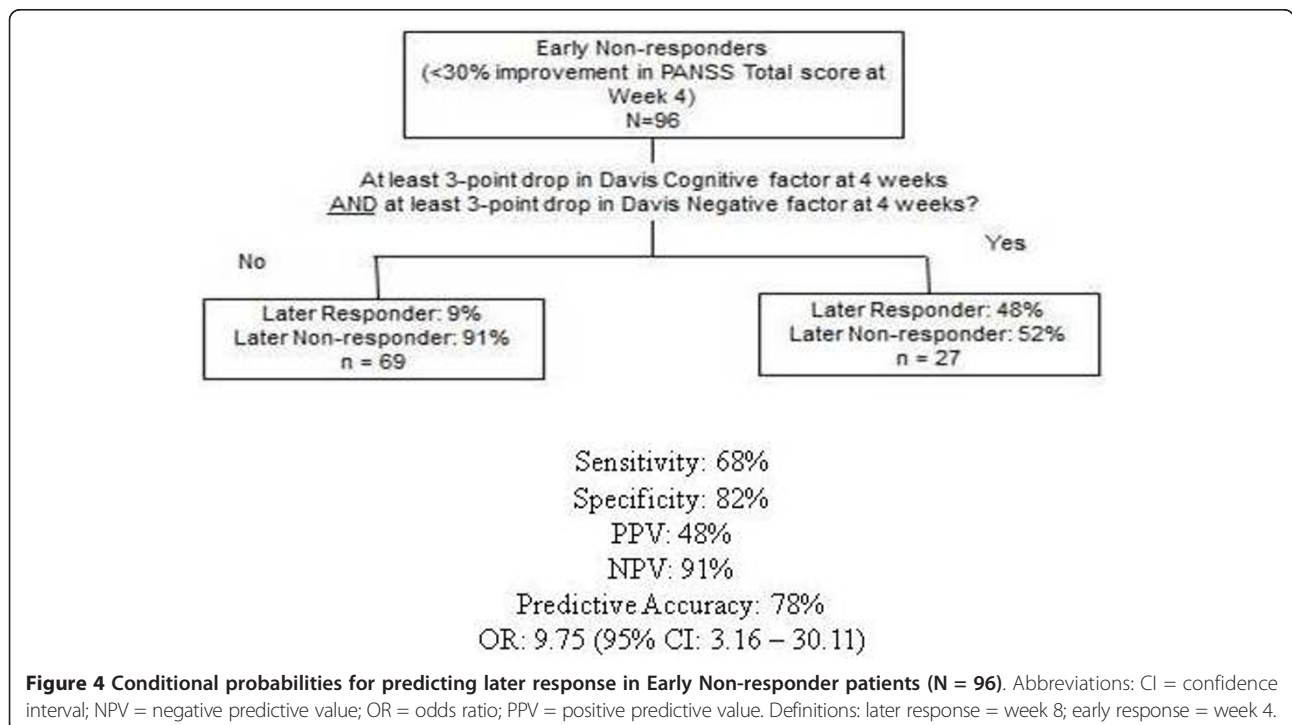 Early Non-responders
(<30% improvement in PANSS Total score at
Week 4)
N=96
At least 3-point drop in Davis Cognitive factor at 4 weeks
AND at least 3-point drop in Davis Negative factor at 4 weeks?
No
Yes
Later Responder: 9%
Later Non-responder: 91%
n = 69
Later Responder: 48%
Later Non-responder: 52%
n = 27
Sensitivity: 68%
Specificity: 82%
PPV: 48%
NPV: 91%
Predictive Accuracy: 78%
OR: 9.75 (95% CI: 3.16 – 30.11)
Figure 4 Conditional probabilities for predicting later response in Early Non-responder patients (N = 96). Abbreviations: CI = confidence
interval; NPV = negative predictive value; OR = odds ratio; PPV = positive predictive value. Definitions: later response = week 8; early response = week 4.